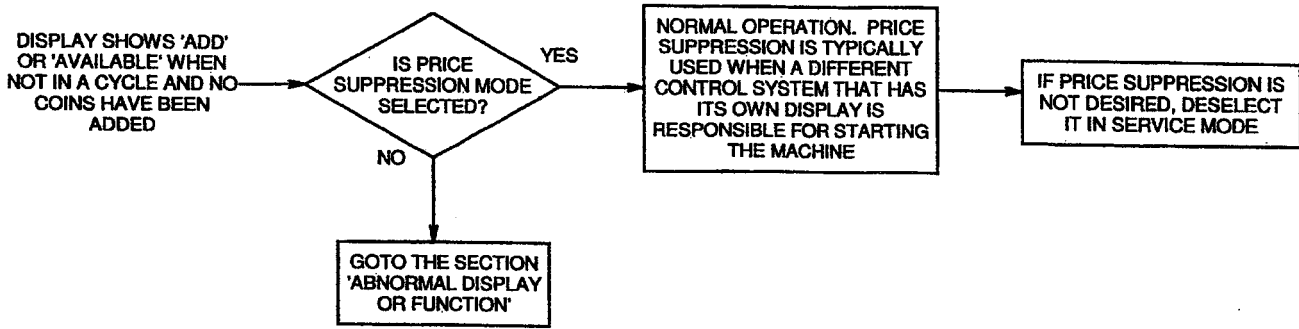 DISPLAY SHOWS 'ADD'
OR 'AVAILABLE' WHEN
NOT IN A CYCLE AND NO
COINS HAVE BEEN
ADDED
IS PRICE
SUPPRESSION MODE
SELECTED?
YES
NO
NORMAL OPERATION. PRICE
SUPPRESSION IS TYPICALLY
USED WHEN A DIFFERENT
CONTROL SYSTEM THAT HAS
ITS OWN DISPLAY IS
RESPONSIBLE FOR STARTING
THE MACHINE
IF PRICE SUPPRESSION IS
NOT DESIRED, DESELECT
IT IN SERVICE MODE
GOTO THE SECTION
'ABNORMAL DISPLAY
OR FUNCTION'